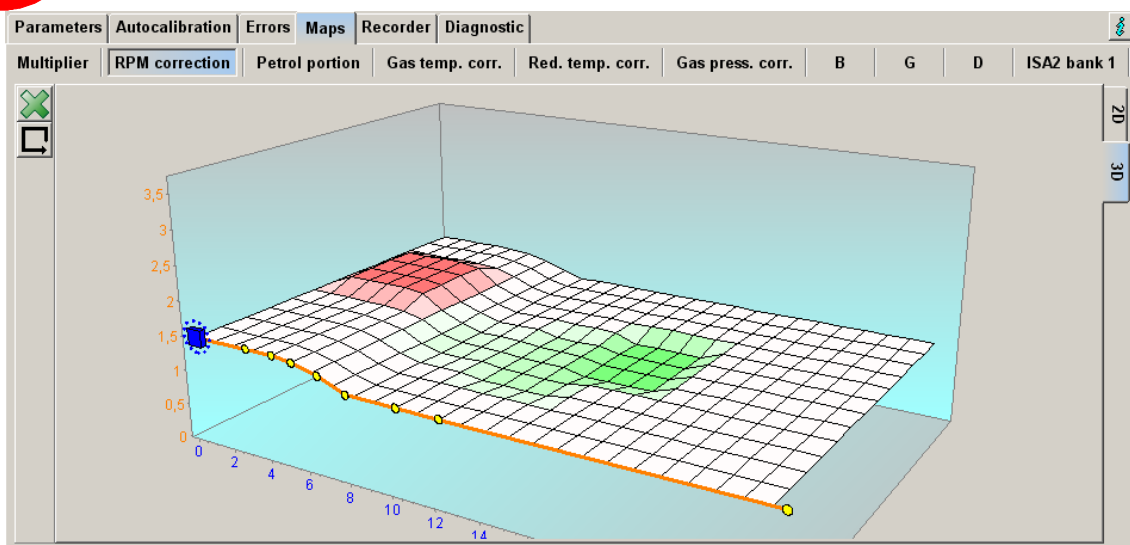 Parameters Autocalibration Errors Maps Recorder Diagnostic
Multiplier RPM correction Petrol portion Gas temp. corr. Red. temp. corr. Gas press. corr. B G D ISA2 bank 1
2D
3D
3,5
3
2,5
2
1,5
1
0,5
0
0 2 4 6 8 10 12 14